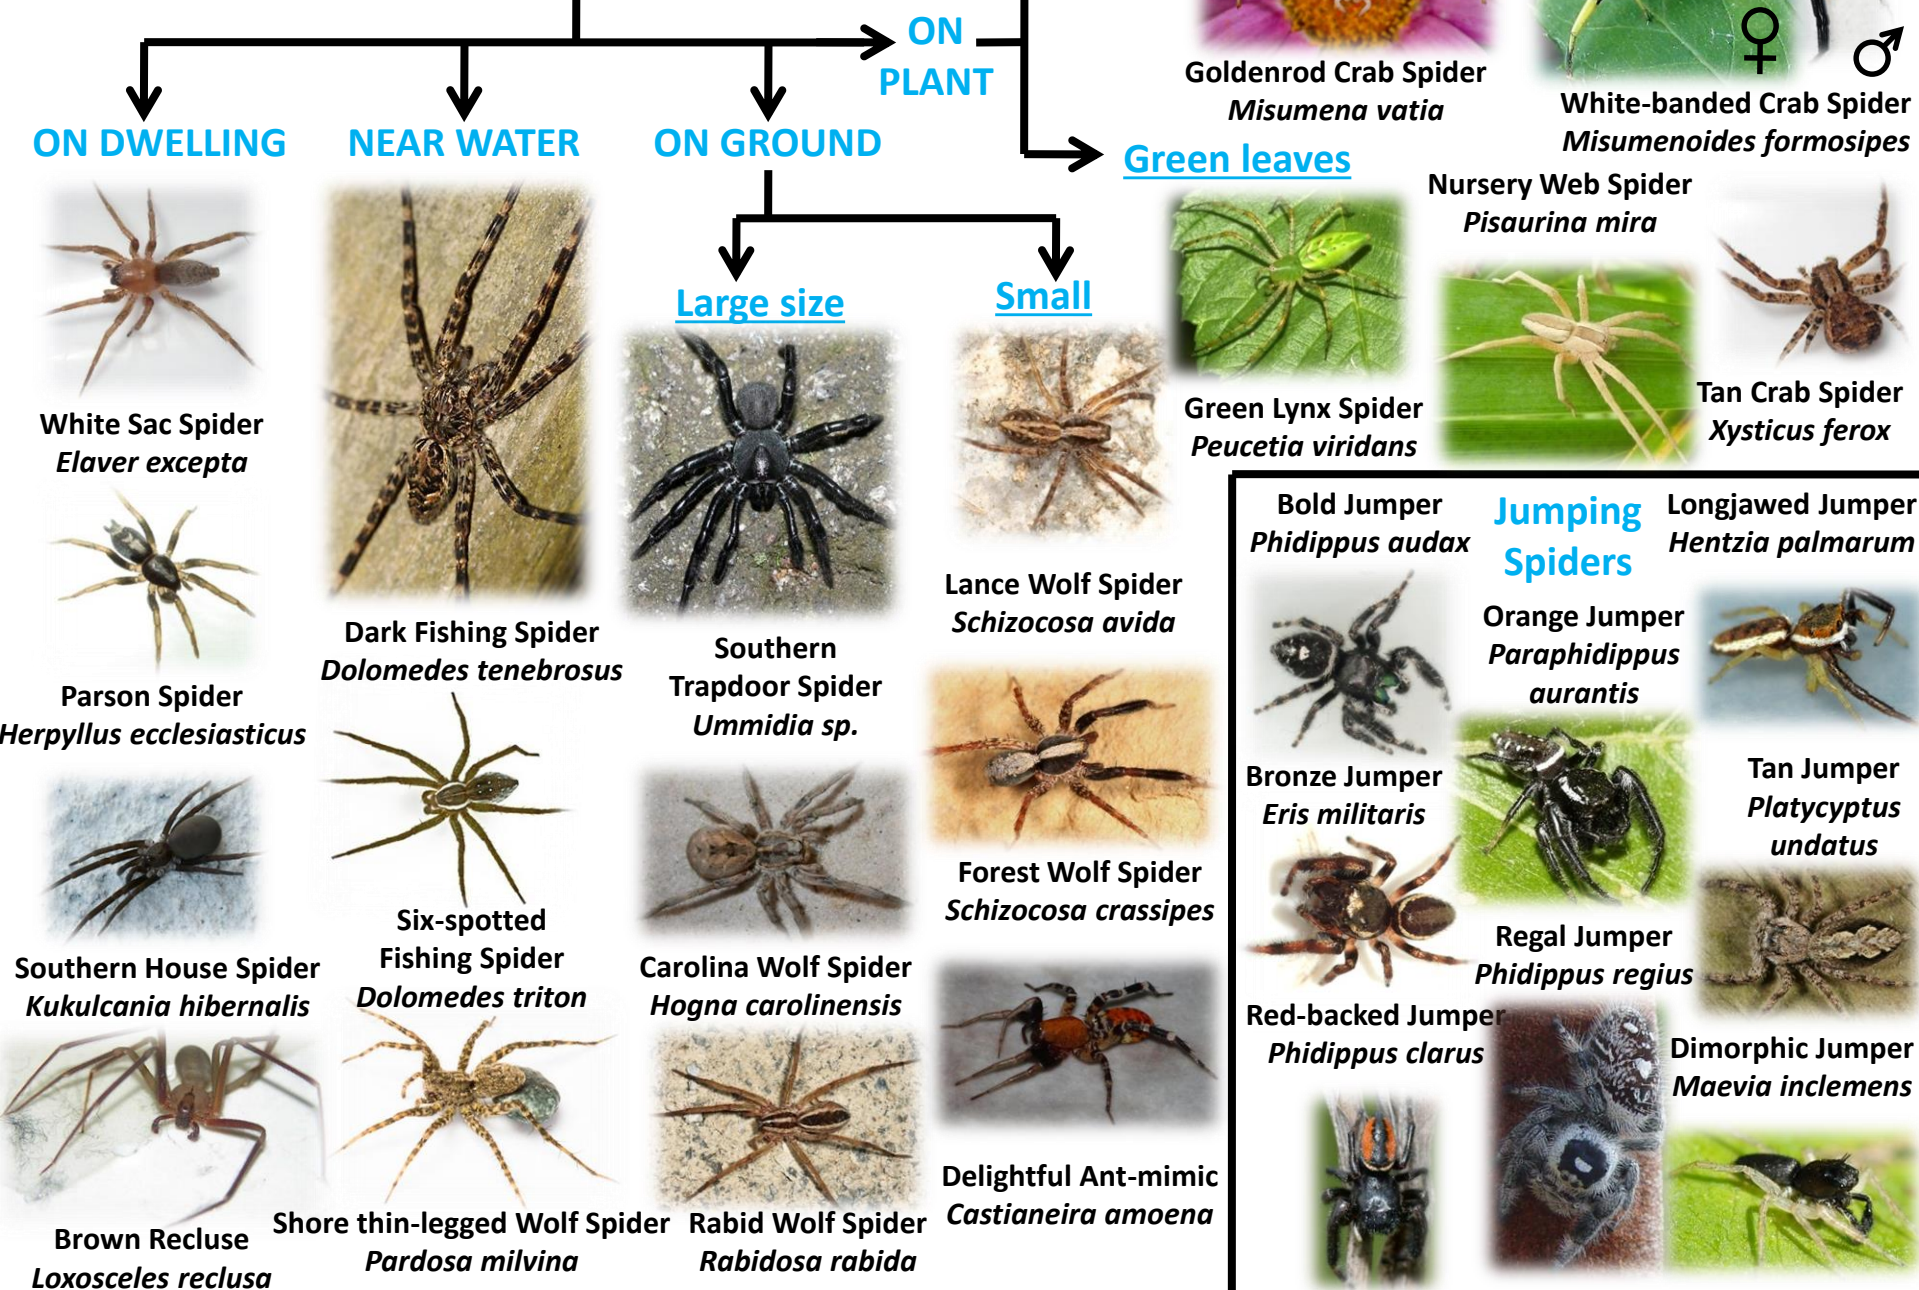 ON
PLANT
Goldenrod Crab Spider
Misumena vatia
♀
♂
White-banded Crab Spider
Misumenoides formosipes
ON DWELLING
NEAR WATER
ON GROUND
Green leaves
Large size
Small
White Sac Spider
Elaver excepta
Parson Spider
Herpyllus ecclesiasticus
Southern House Spider
Kukulcania hibernalis
Brown Recluse
Loxosceles reclusa
Dark Fishing Spider
Dolomedes tenebrosus
Six-spotted
Fishing Spider
Dolomedes triton
Shore thin-legged Wolf Spider
Pardosa milvina
Southern
Trapdoor Spider
Ummidia sp.
Carolina Wolf Spider
Hogna carolinensis
Rabid Wolf Spider
Rabidosa rabida
Lance Wolf Spider
Schizocosa avida
Forest Wolf Spider
Schizocosa crassipes
Delightful Ant-mimic
Castianeira amoena
Green Lynx Spider
Peucetia viridans
Nursery Web Spider
Pisaurina mira
Tan Crab Spider
Xysticus ferox
Jumping
Spiders
Bold Jumper
Phidippus audax
Longjawed Jumper
Hentzia palmarum
Orange Jumper
Paraphidippus
aurantis
Bronze Jumper
Eris militaris
Tan Jumper
Platycyptus
undatus
Regal Jumper
Phidippus regius
Red-backed Jumper
Phidippus clarus
Dimorphic Jumper
Maevia inclemens